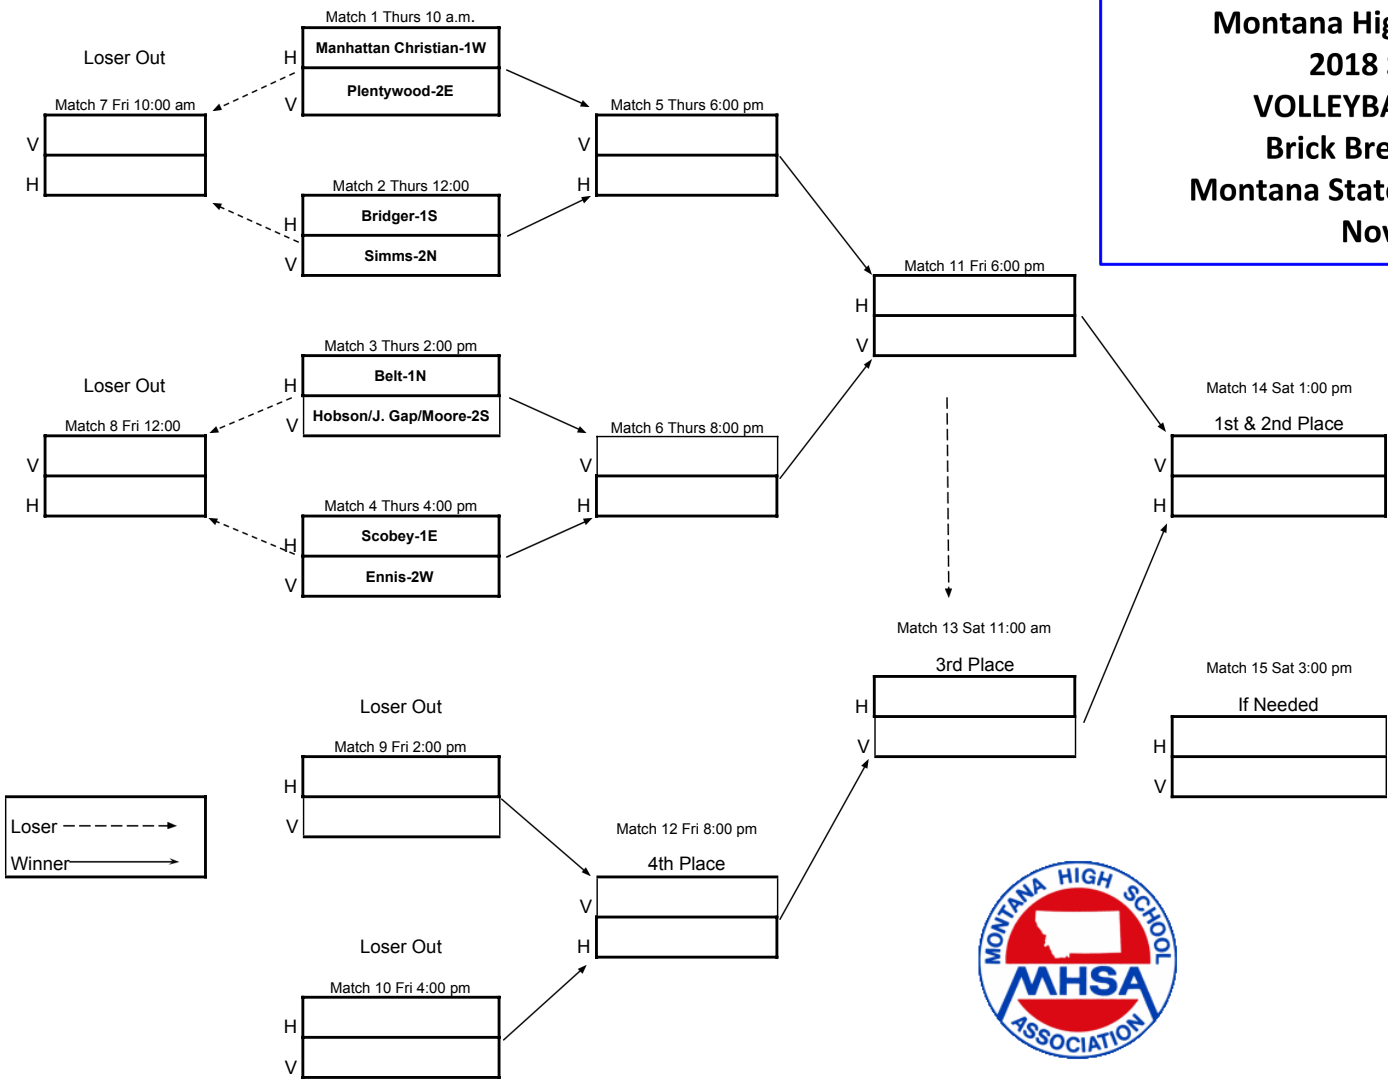 Montana Hig
2018
VOLLEYBA
Brick Bre
Montana State
Nov
Match 1 Thurs 10 a.m.
Loser Out
H
Manhattan Christian-1W
V
Plentywood-2E
Match 7 Fri 10:00 am
V
H
Match 5 Thurs 6:00 pm
V
H
Match 2 Thurs 12:00
H
Bridger-1S
V
Simms-2N
Match 11 Fri 6:00 pm
H
V
Match 3 Thurs 2:00 pm
Loser Out
H
Belt-1N
V
Hobson/J. Gap/Moore-2S
Match 8 Fri 12:00
V
H
Match 6 Thurs 8:00 pm
V
H
Match 14 Sat 1:00 pm
1st & 2nd Place
V
H
Match 4 Thurs 4:00 pm
H
Scobey-1E
V
Ennis-2W
Match 13 Sat 11:00 am
3rd Place
H
V
Match 15 Sat 3:00 pm
If Needed
H
V
Loser Out
Match 9 Fri 2:00 pm
H
V
Loser
Winner
Match 12 Fri 8:00 pm
4th Place
V
H
Loser Out
Match 10 Fri 4:00 pm
H
V
MONTANA HIGH SCHOOL
MHSA
ASSOCIATION